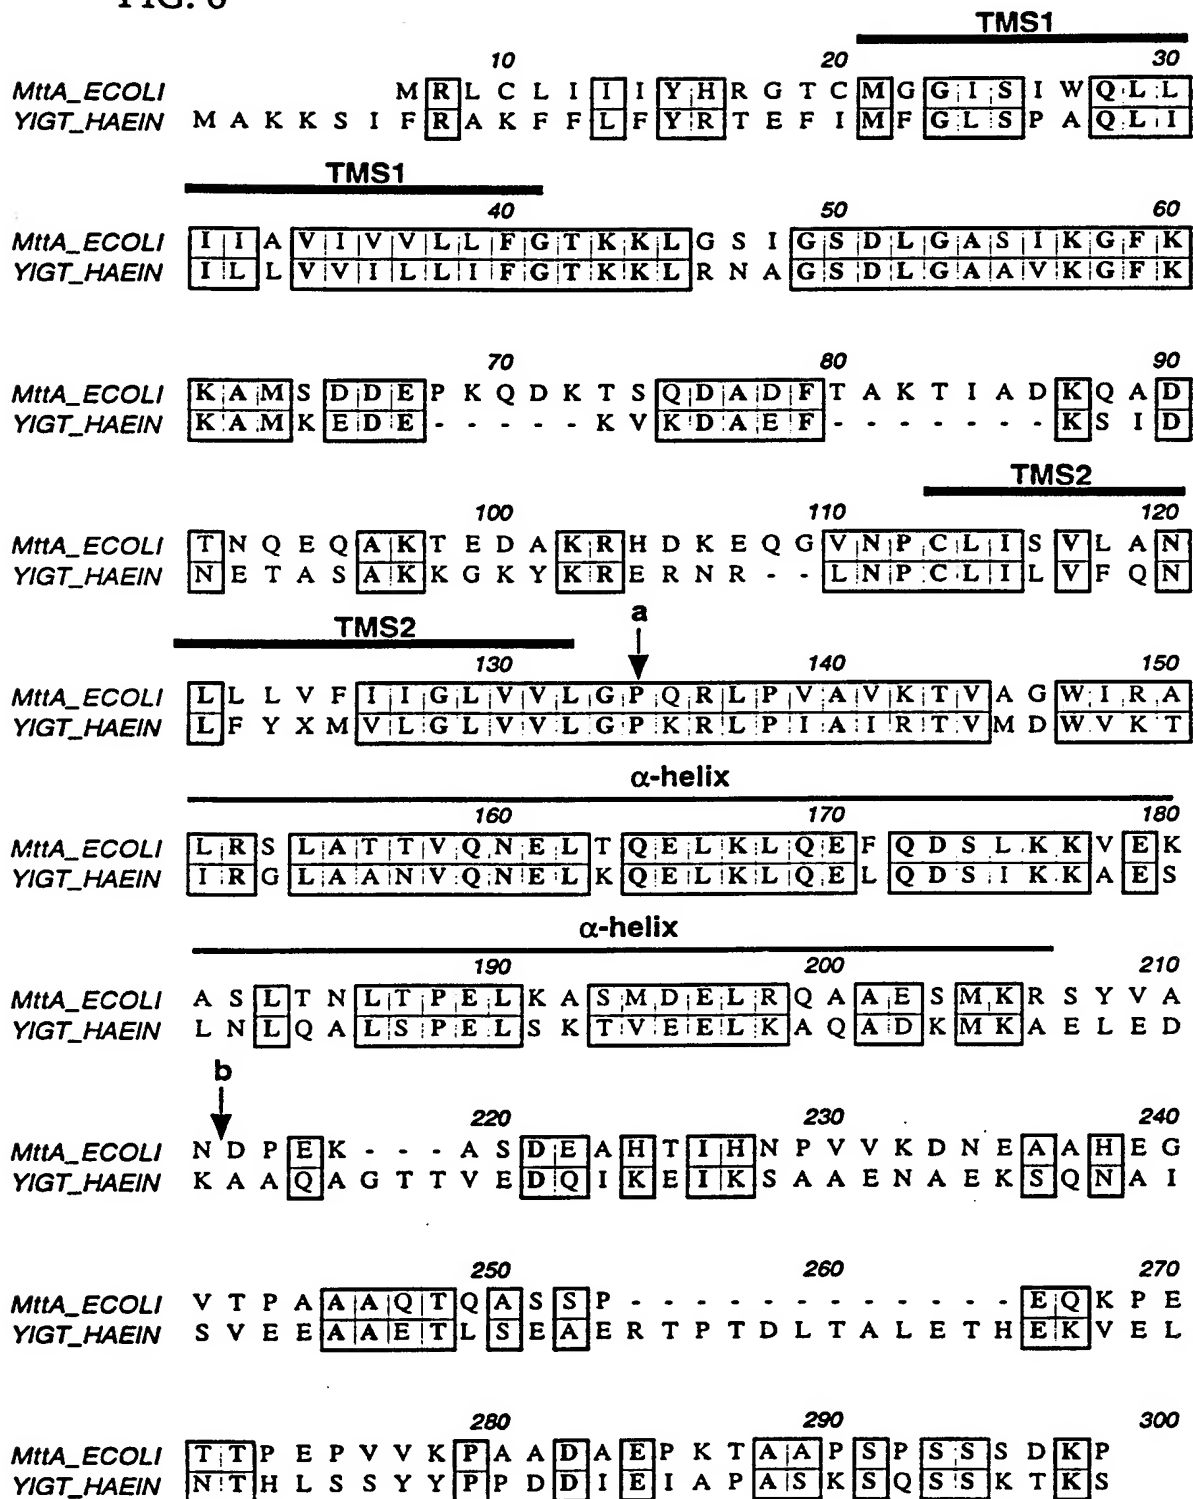 FIG. 6
TMS1
10 20 30
MttA_ECOLI M R L C L I I I Y H R G T C M G G I S I W Q L L
YIGT_HAEIN M A K K S I F R A K F F L F Y R T E F I M F G L S P A Q L I
TMS1
40 50 60
MttA_ECOLI I I A V I V V L L F G T K K L G S I G S D L G A S I K G F K
YIGT_HAEIN I L L V V I L L I F G T K K L R N A G S D L G A A V K G F K
70 80 90
MttA_ECOLI K A M S D D E P K Q D K T S Q D A D F T A K T I A D K Q A D
YIGT_HAEIN K A M K E D E - - - - - K V K D A E F - - - - - - - K S I D
TMS2
100 110 120
MttA_ECOLI T N Q E Q A K T E D A K R H D K E Q G V N P C L I S V L A N
YIGT_HAEIN N E T A S A K K G K Y K R E R N R - - L N P C L I L V F Q N
TMS2 a
130 140 150
MttA_ECOLI L L L V F I I G L V V L G P Q R L P V A V K T V A G W I R A
YIGT_HAEIN L F Y X M V L G L V V L G P K R L P I A I R T V M D W V K T
α-helix
160 170 180
MttA_ECOLI L R S L A T T V Q N E L T Q E L K L Q E F Q D S L K K V E K
YIGT_HAEIN I R G L A A N V Q N E L K Q E L K L Q E L Q D S I K K A E S
α-helix
190 200 210
MttA_ECOLI A S L T N L T P E L K A S M D E L R Q A A E S M K R S Y V A
YIGT_HAEIN L N L Q A L S P E L S K T V E E L K A Q A D K M K A E L E D
b
220 230 240
MttA_ECOLI N D P E K - - - A S D E A H T I H N P V V K D N E A A H E G
YIGT_HAEIN K A A Q A G T T V E D Q I K E I K S A A E N A E K S Q N A I
250 260 270
MttA_ECOLI V T P A A A Q T Q A S S P - - - - - - - - - - - - - E Q K P E
YIGT_HAEIN S V E E A A E T L S E A E R T P T D L T A L E T H E K V E L
280 290 300
MttA_ECOLI T T P E P V V K P A A D A E P K T A A P S P S S S D K P
YIGT_HAEIN N T H L S S Y Y P P D D I E I A P A S K S Q S S K T K S